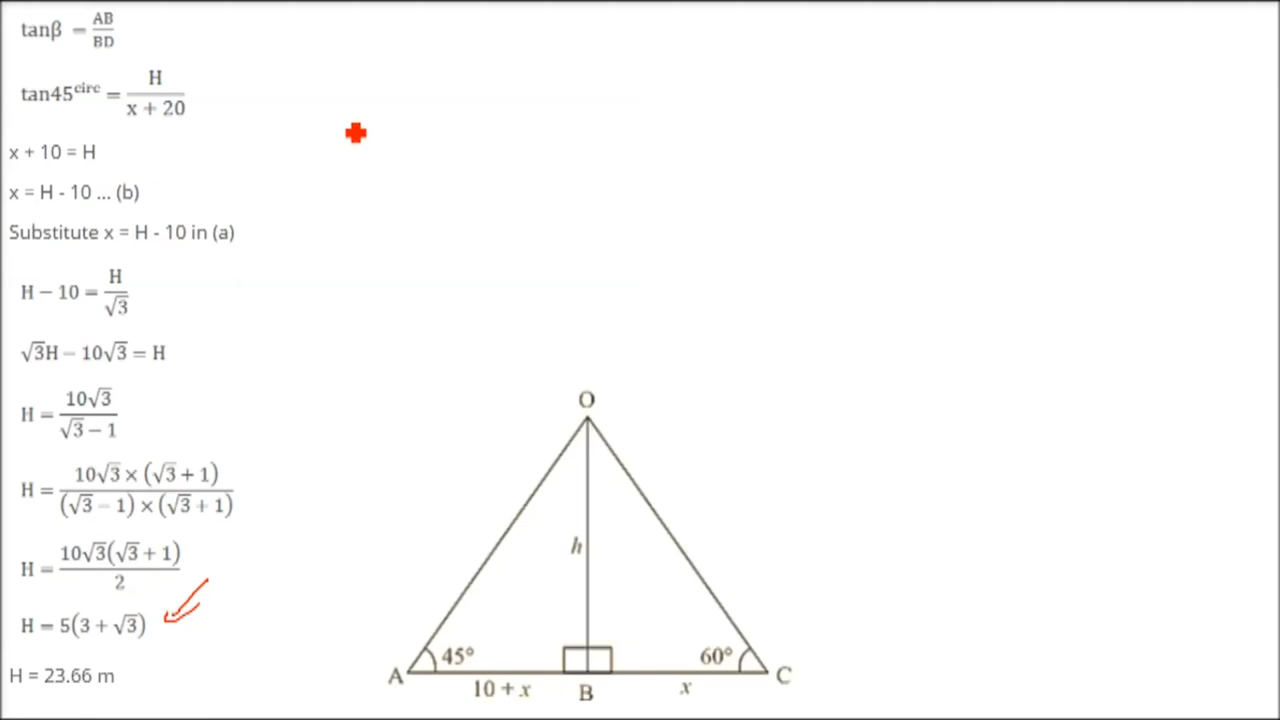 tanβ = AB/BD
tan45^circ = H/(x + 20)
x + 10 = H
x = H - 10 ... (b)
Substitute x = H - 10 in (a)
H − 10 = H/√3
√3H − 10√3 = H
H = 10√3/(√3 − 1)
H = 10√3 × (√3 + 1)/(√3 − 1) × (√3 + 1)
H = 10√3(√3 + 1)/2
H = 5(3 + √3)
H = 23.66 m
O
h
45°
60°
A
10 + x
B
x
C